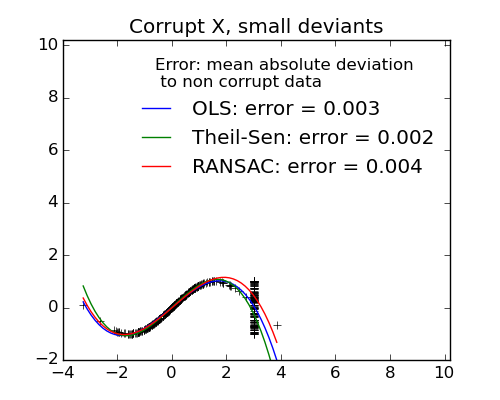 Corrupt X, small deviants
10
Error: mean absolute deviation
to non corrupt data
8
OLS: error = 0.003
Theil-Sen: error = 0.002
6
RANSAC: error = 0.004
4
2
0
−2
−4 −2 0 2 4 6 8 10